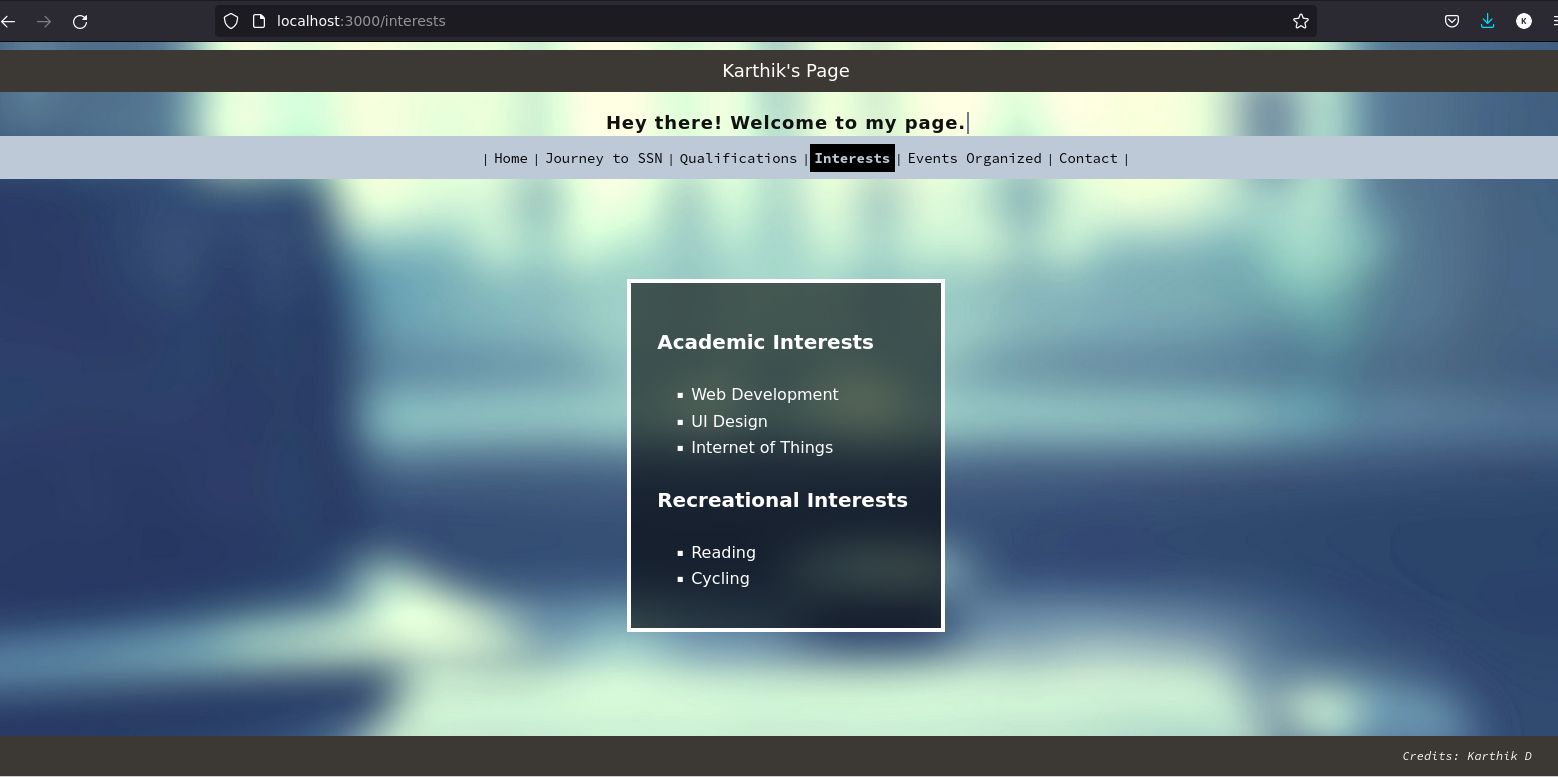 localhost:3000/interests
K
Karthik's Page
Hey there! Welcome to my page.
| Home | Journey to SSN | Qualifications | Interests | Events Organized | Contact |
Academic Interests
▪ Web Development
▪ UI Design
▪ Internet of Things
Recreational Interests
▪ Reading
▪ Cycling
Credits: Karthik D